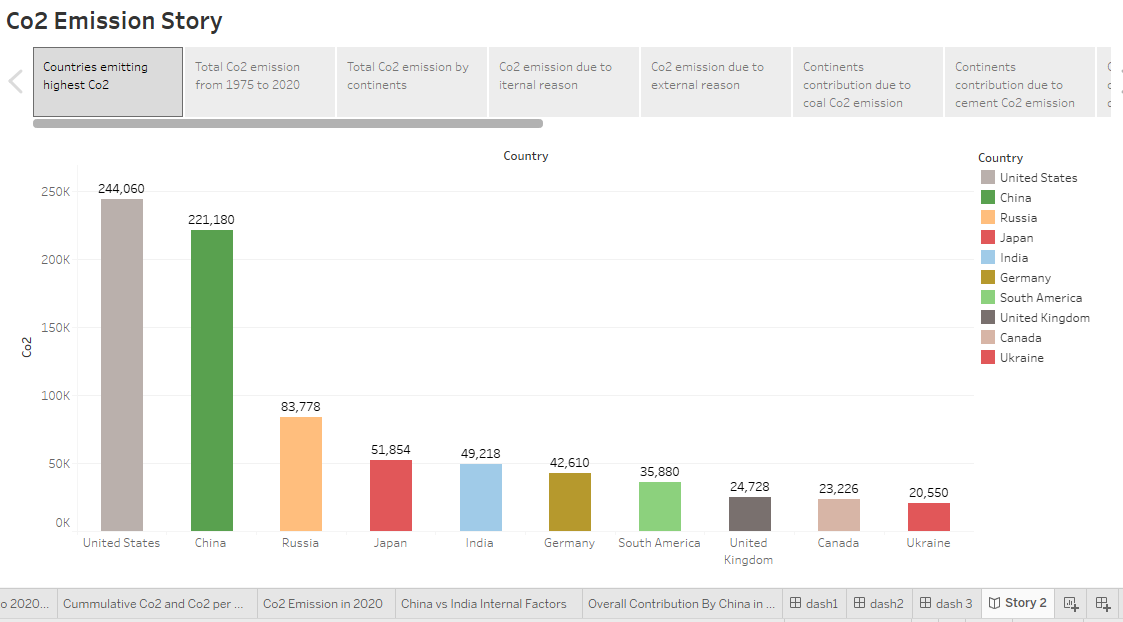 Co2 Emission Story
Countries emitting
highest Co2
Total Co2 emission
from 1975 to 2020
Total Co2 emission by
continents
Co2 emission due to
iternal reason
Co2 emission due to
external reason
Continents
contribution due to
coal Co2 emission
Continents
contribution due to
cement Co2 emission
Country
250K
200K
150K
100K
50K
0K
Co2
244,060
221,180
83,778
51,854
49,218
42,610
35,880
24,728
23,226
20,550
United States
China
Russia
Japan
India
Germany
South America
United
Kingdom
Canada
Ukraine
Country
United States
China
Russia
Japan
India
Germany
South America
United Kingdom
Canada
Ukraine
o 2020...
Cummulative Co2 and Co2 per ...
Co2 Emission in 2020
China vs India Internal Factors
Overall Contribution By China in ...
dash1
dash2
dash 3
Story 2